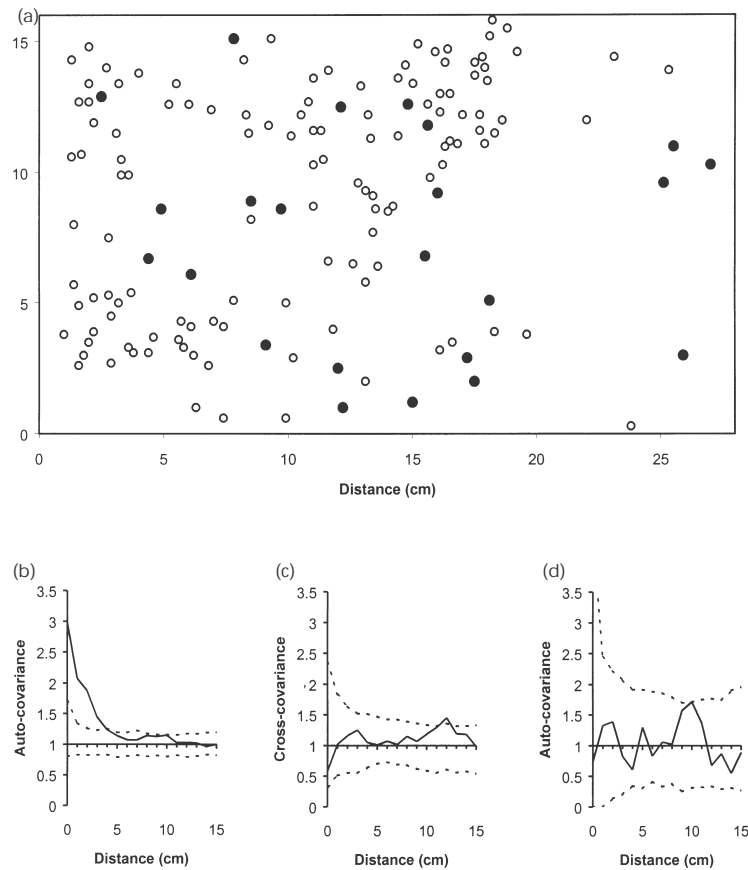 (a)
15
10
5
0
0 5 10 15 20 25
Distance (cm)
(b) (c) (d)
3.5 3.5 3.5
3 3 3
2.5 2.5 2.5
2 2 2
1.5 1.5 1.5
1 1 1
0.5 0.5 0.5
0 0 0
Auto-covariance Cross-covariance Auto-covariance
0 5 10 15 0 5 10 15 0 5 10 15
Distance (cm) Distance (cm) Distance (cm)